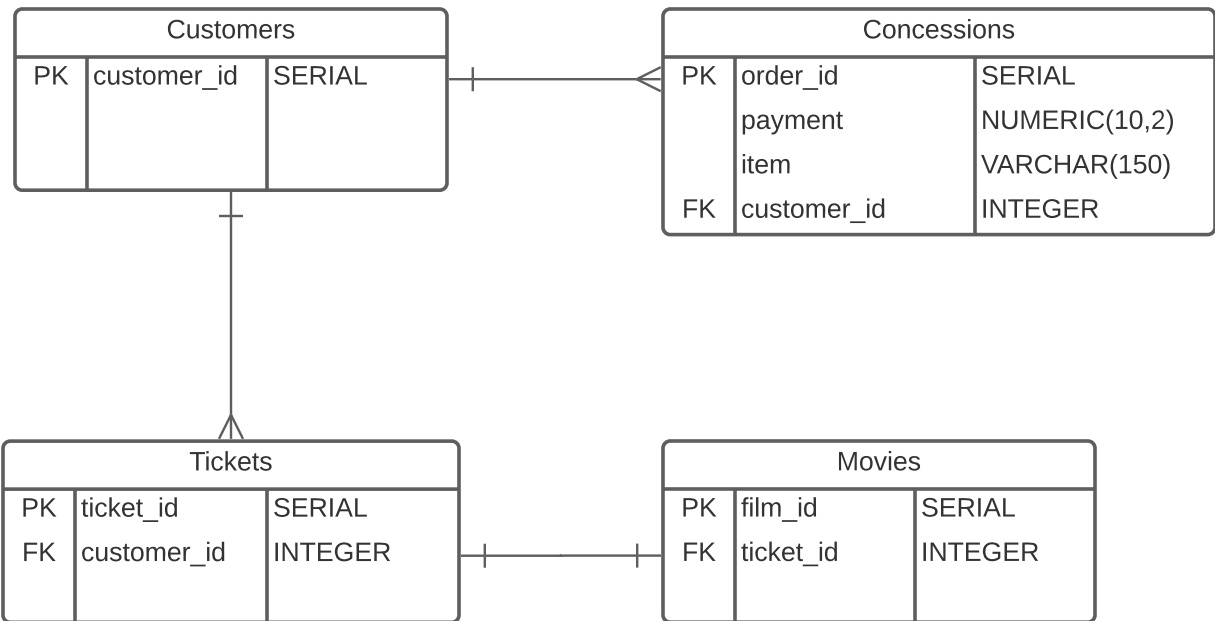 Customers
PK customer_id SERIAL
Concessions
PK order_id SERIAL
payment NUMERIC(10,2)
item VARCHAR(150)
FK customer_id INTEGER
Tickets
PK ticket_id SERIAL
FK customer_id INTEGER
Movies
PK film_id SERIAL
FK ticket_id INTEGER